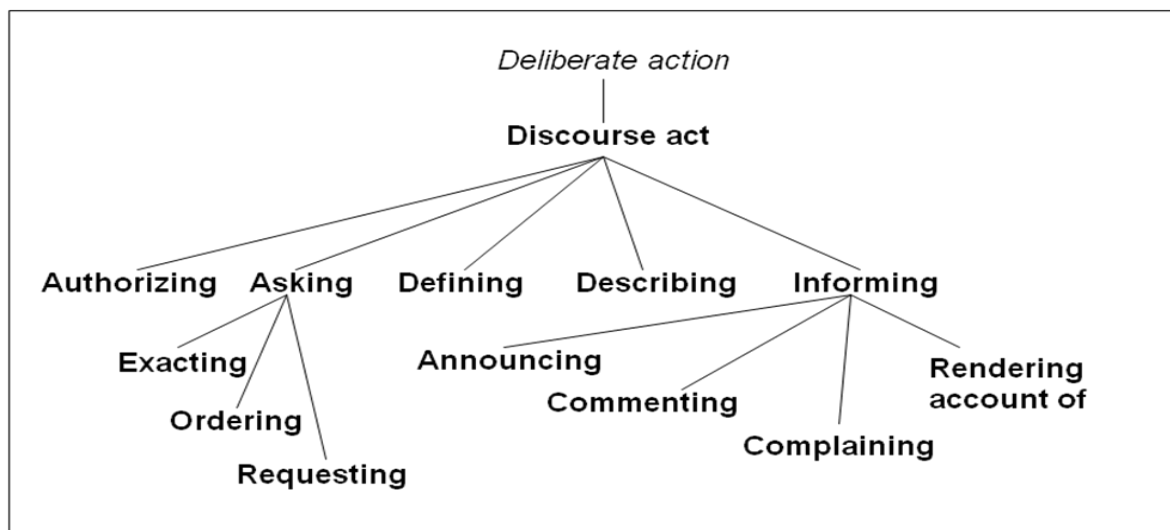 Deliberate action
Discourse act
Authorizing
Asking
Defining
Describing
Informing
Exacting
Ordering
Requesting
Announcing
Commenting
Complaining
Rendering
account of